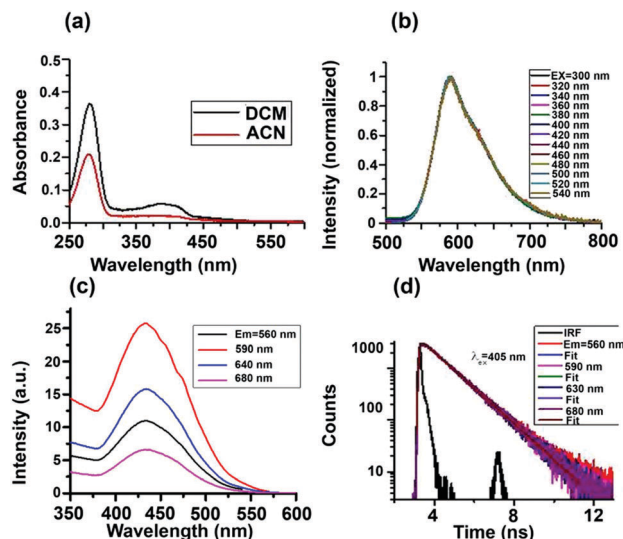 (a)
0.5
0.4
0.3
0.2
0.1
0.0
Absorbance
DCM
ACN
250 350 450 550
Wavelength (nm)
(b)
1
0.8
0.6
0.4
0.2
0
Intensity (normalized)
EX=300 nm
320 nm
340 nm
360 nm
380 nm
400 nm
420 nm
440 nm
460 nm
480 nm
500 nm
520 nm
540 nm
500 600 700 800
Wavelength (nm)
(c)
25
20
15
10
5
0
Intensity (a.u.)
Em=560 nm
590 nm
640 nm
680 nm
350 400 450 500 550 600
Wavelength (nm)
(d)
1000
100
10
Counts
λex=405 nm
IRF
Em=560 nm
Fit
590 nm
Fit
630 nm
Fit
680 nm
Fit
4 8 12
Time (ns)